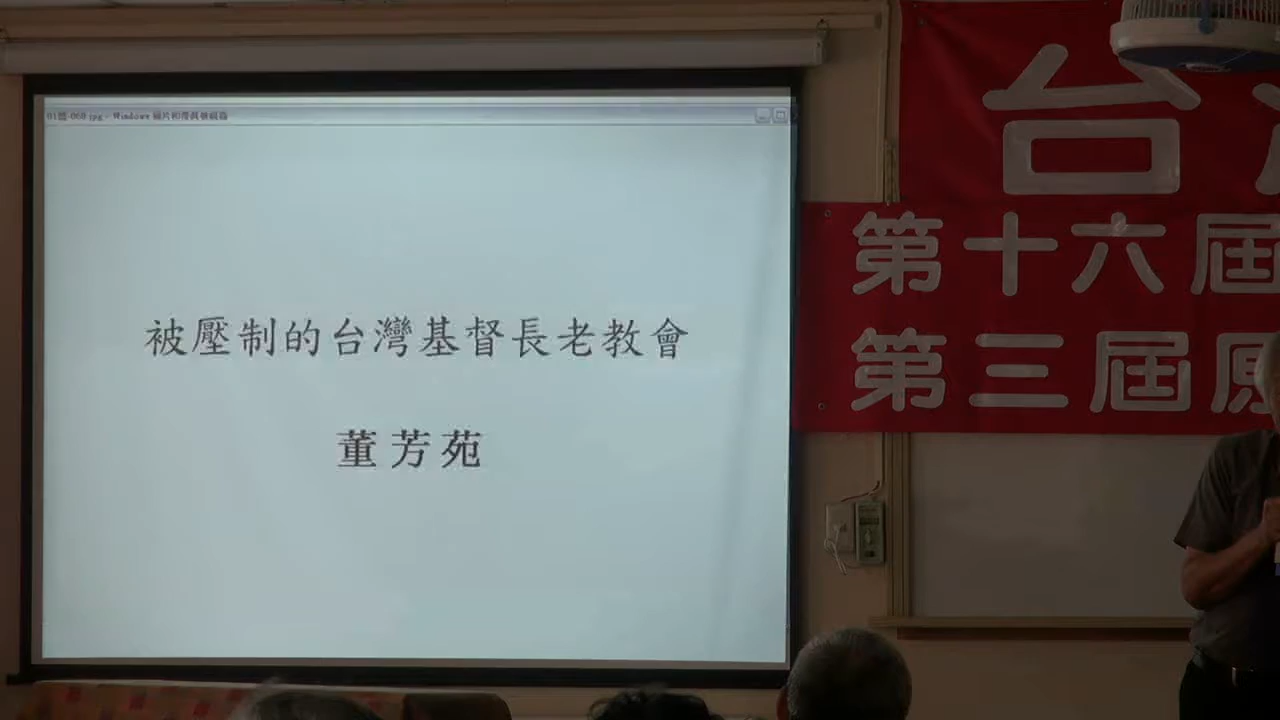 被壓制的台灣基督長老教會
董芳苑
台
第十六屆
第三屆原